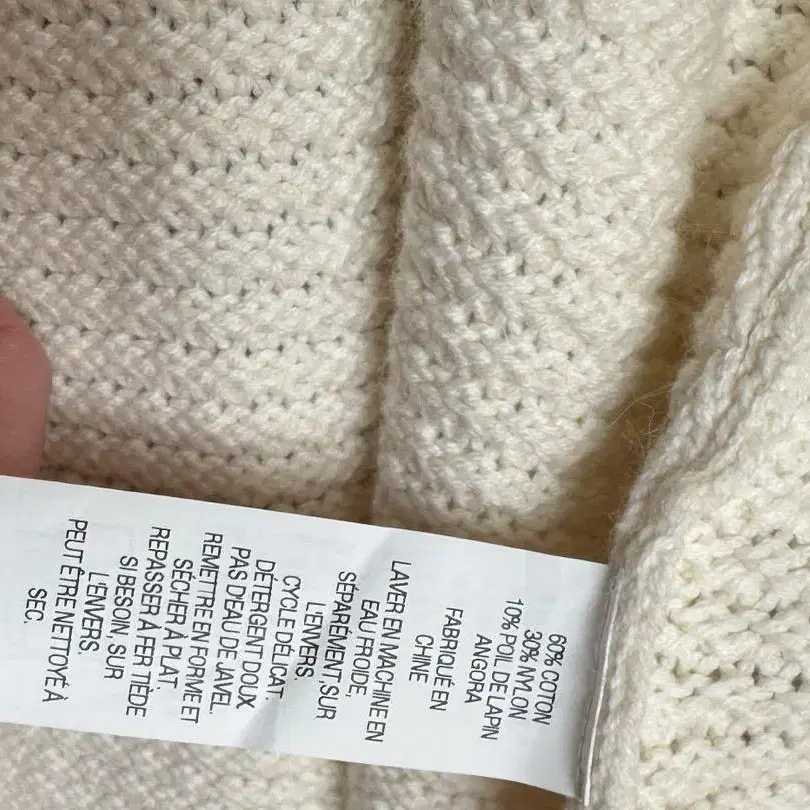 60% COTON
30% NYLON
10% POIL DE LAPIN
ANGORA
FABRIQUÉ EN
CHINE
LAVER EN MACHINE EN
EAU FROIDE,
SÉPARÉMENT, SUR
L'ENVERS.
CYCLE DÉLICAT.
DÉTERGENT DOUX
PAS D'EAU DE JAVEL.
REMETTRE EN FORME ET
SÉCHER À PLAT.
REPASSER À FER TIÈDE
SI BESOIN, SUR
L'ENVERS.
PEUT ÊTRE NETTOYÉ À
SEC.